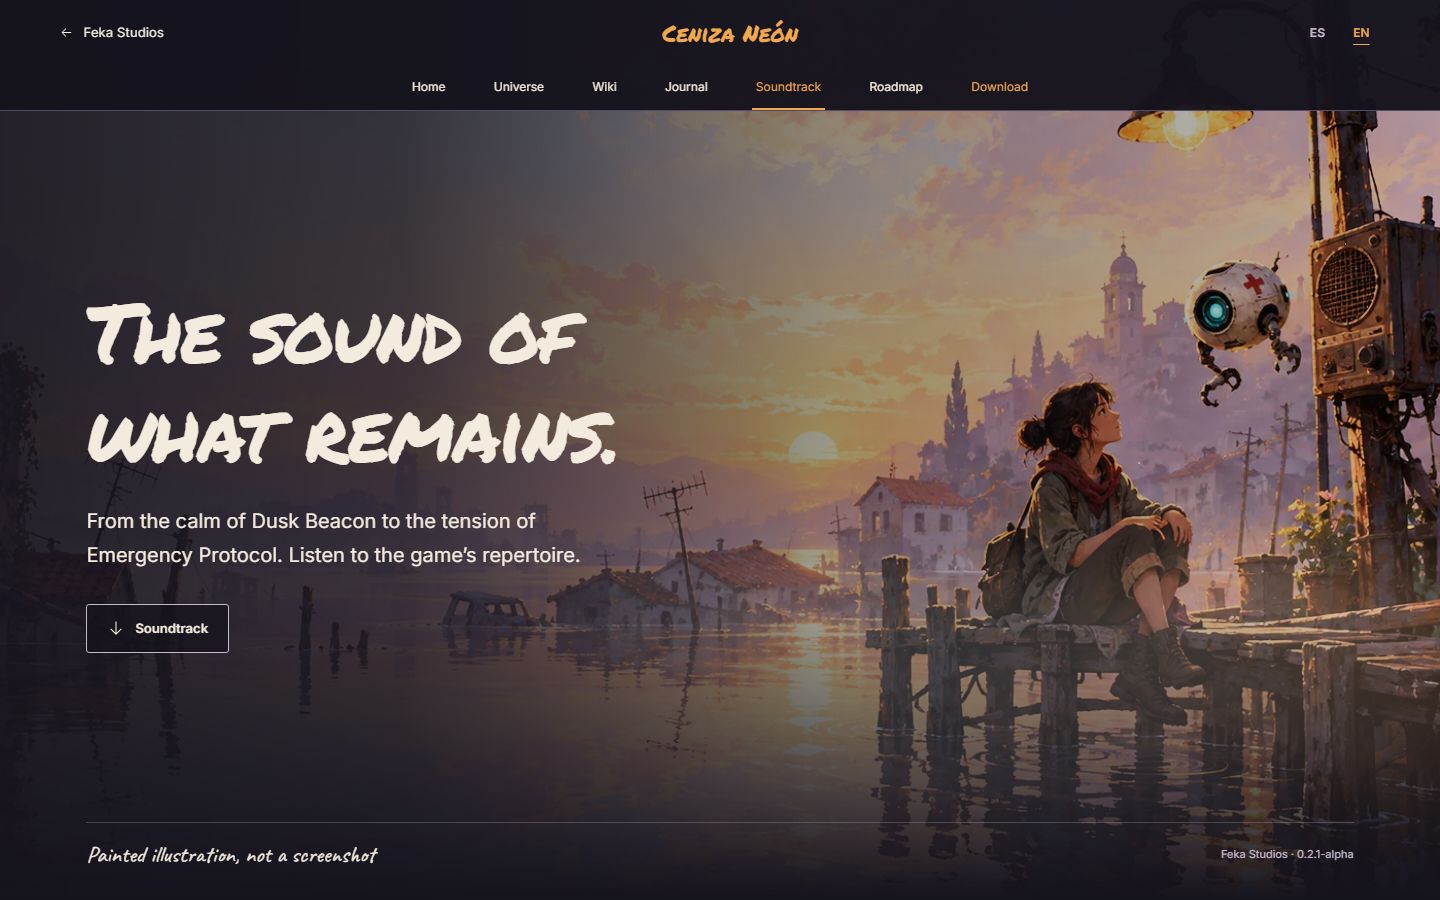 ← Feka Studios
Ceniza Neón
ES EN
Home Universe Wiki Journal Soundtrack Roadmap Download
The sound of
what remains.
From the calm of Dusk Beacon to the tension of
Emergency Protocol. Listen to the game’s repertoire.
↓ Soundtrack
Painted illustration, not a screenshot
Feka Studios · 0.2.1-alpha